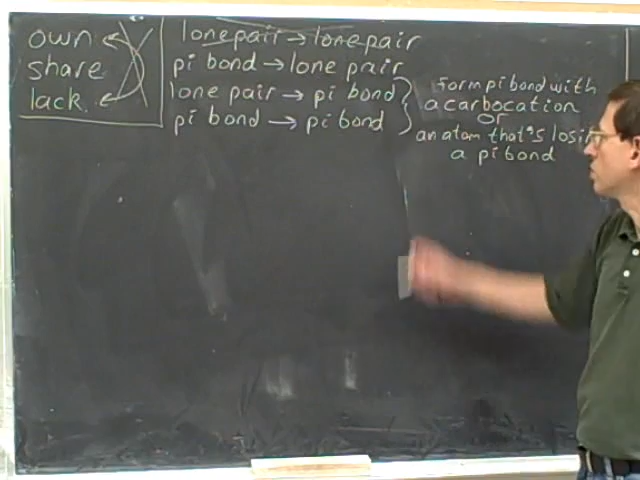 own
share
lack
lone pair → lone pair
pi bond → lone pair
lone pair → pi bond
pi bond → pi bond
form pi bond with
a carbocation
or
an atom that's
a pi bond